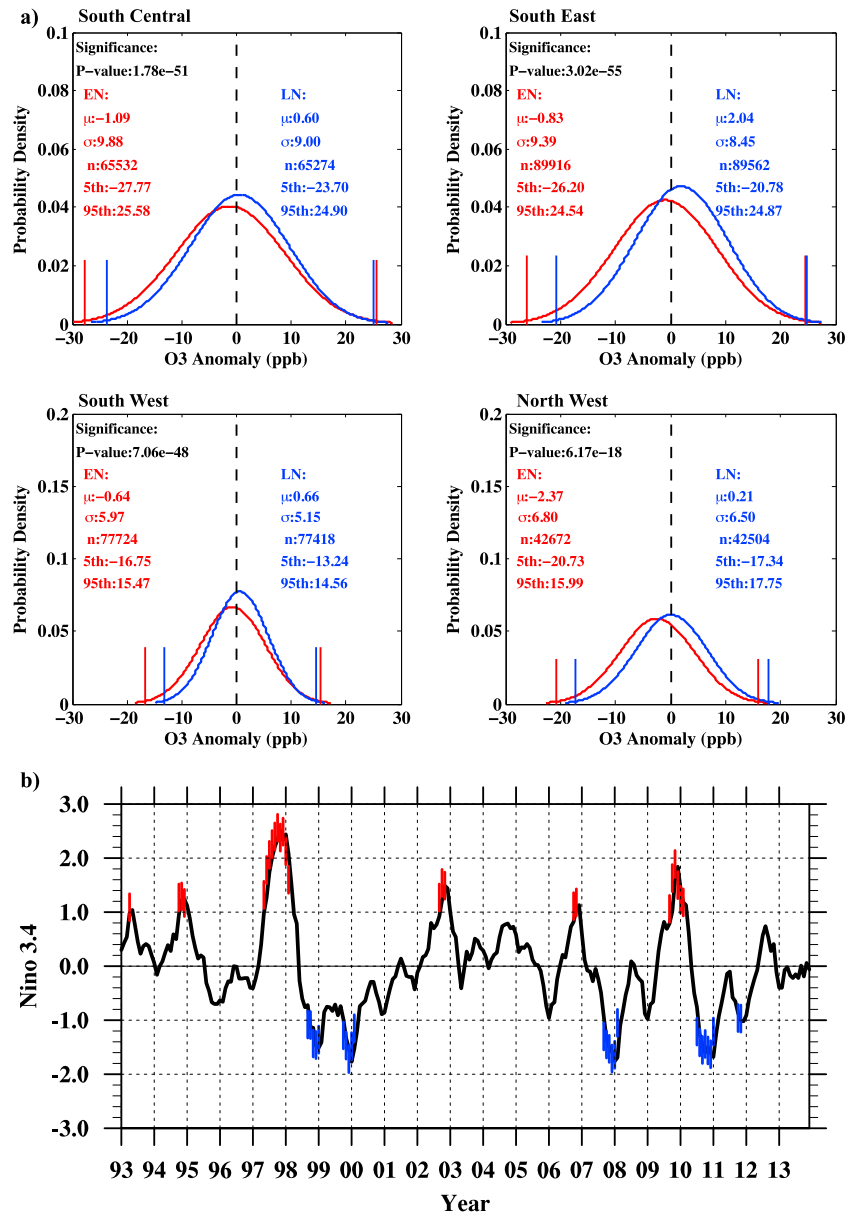 a)
South Central
Significance:
P-value:1.78e-51
EN:
μ:-1.09
σ:9.88
n:65532
5th:-27.77
95th:25.58
LN:
μ:0.60
σ:9.00
n:65274
5th:-23.70
95th:24.90
0.1
0.08
0.06
0.04
0.02
0
Probability Density
-30 -20 -10 0 10 20 30
O3 Anomaly (ppb)
South East
Significance:
P-value:3.02e-55
EN:
μ:-0.83
σ:9.39
n:89916
5th:-26.20
95th:24.54
LN:
μ:2.04
σ:8.45
n:89562
5th:-20.78
95th:24.87
0.1
0.08
0.06
0.04
0.02
0
Probability Density
-30 -20 -10 0 10 20 30
O3 Anomaly (ppb)
South West
Significance:
P-value:7.06e-48
EN:
μ:-0.64
σ:5.97
n:77724
5th:-16.75
95th:15.47
LN:
μ:0.66
σ:5.15
n:77418
5th:-13.24
95th:14.56
0.2
0.15
0.1
0.05
0
Probability Density
-30 -20 -10 0 10 20 30
O3 Anomaly (ppb)
North West
Significance:
P-value:6.17e-18
EN:
μ:-2.37
σ:6.80
n:42672
5th:-20.73
95th:15.99
LN:
μ:0.21
σ:6.50
n:42504
5th:-17.34
95th:17.75
0.2
0.15
0.1
0.05
0
Probability Density
-30 -20 -10 0 10 20 30
O3 Anomaly (ppb)
b)
3.0
2.0
1.0
0.0
-1.0
-2.0
-3.0
Nino 3.4
93 94 95 96 97 98 99 00 01 02 03 04 05 06 07 08 09 10 11 12 13
Year